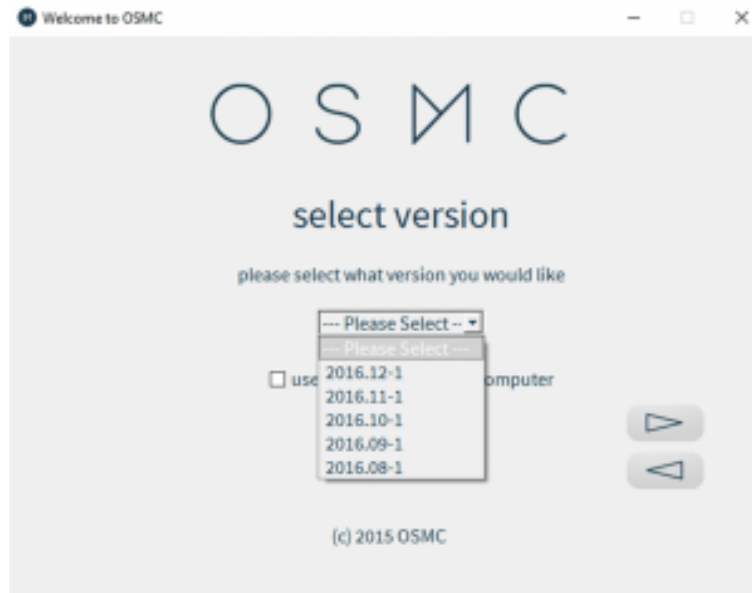 Welcome to OSMC
OSMC
select version
please select what version you would like
--- Please Select --
--- Please Select ---
use
omputer
2016.12-1
2016.11-1
2016.10-1
2016.09-1
2016.08-1
(c) 2015 OSMC